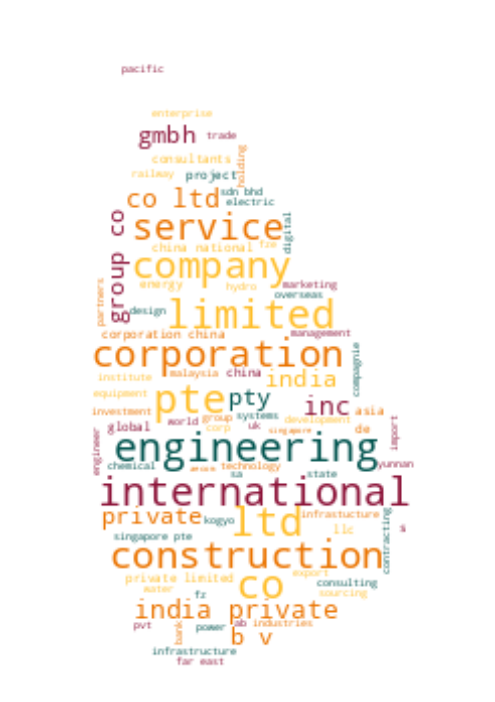 pacific
enterprise
gmbh
trade
consultants
holding
railway
project
co ltd
sdn bhd
electric
group co
service
digital
china national
fze
company
energy
hydro
marketing
overseas
partners
design
limited
corporation china
management
corporation
compagnie
institute
malaysia
china
india
equipment
pte
pty
inc
investment
asia
world
group
systems
development
import
global
corp
uk
singapore
de
engineer
engineering
chemical
technology
yunnan
sa
state
international
private
kogyo
ltd
infrastucture
llc
s
contracting
singapore pte
construction
private limited
co
export
consulting
water
fz
sourcing
india private
pvt
bank
power
ab
industries
b v
infrastructure
far east